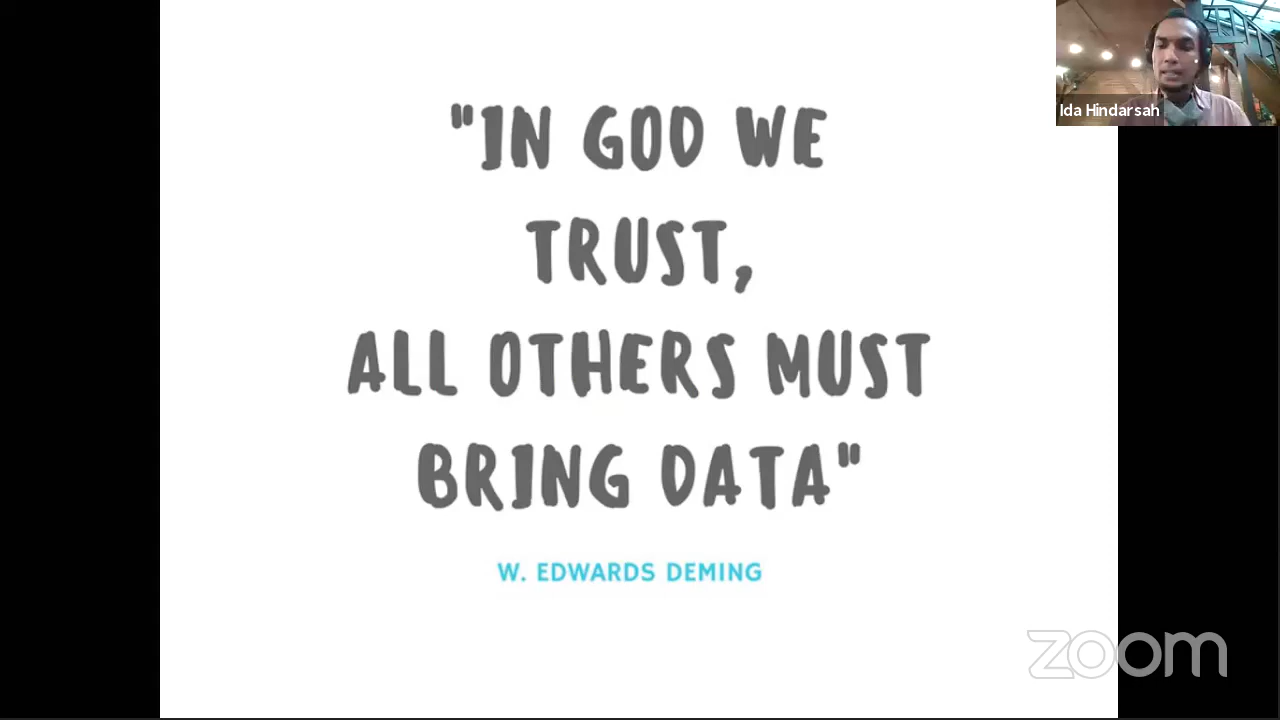 "IN GOD WE
TRUST,
ALL OTHERS MUST
BRING DATA"
W. EDWARDS DEMING
Ida Hindarsah
zoom